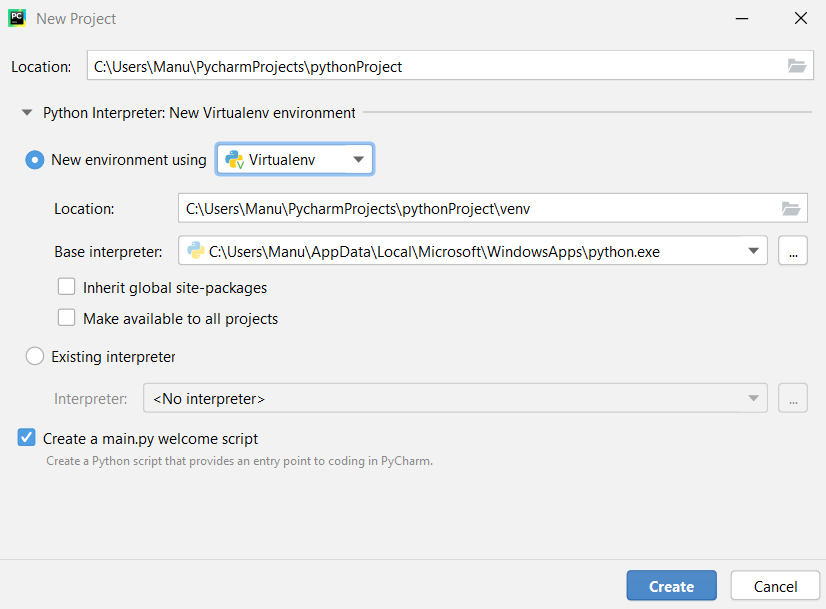 PC New Project
Location: C:\Users\Manu\PycharmProjects\pythonProject
Python Interpreter: New Virtualenv environment
New environment using Virtualenv
Location: C:\Users\Manu\PycharmProjects\pythonProject\venv
Base interpreter: C:\Users\Manu\AppData\Local\Microsoft\WindowsApps\python.exe ...
Inherit global site-packages
Make available to all projects
Existing interpreter
Interpreter: <No interpreter> ...
Create a main.py welcome script
Create a Python script that provides an entry point to coding in PyCharm.
Create Cancel